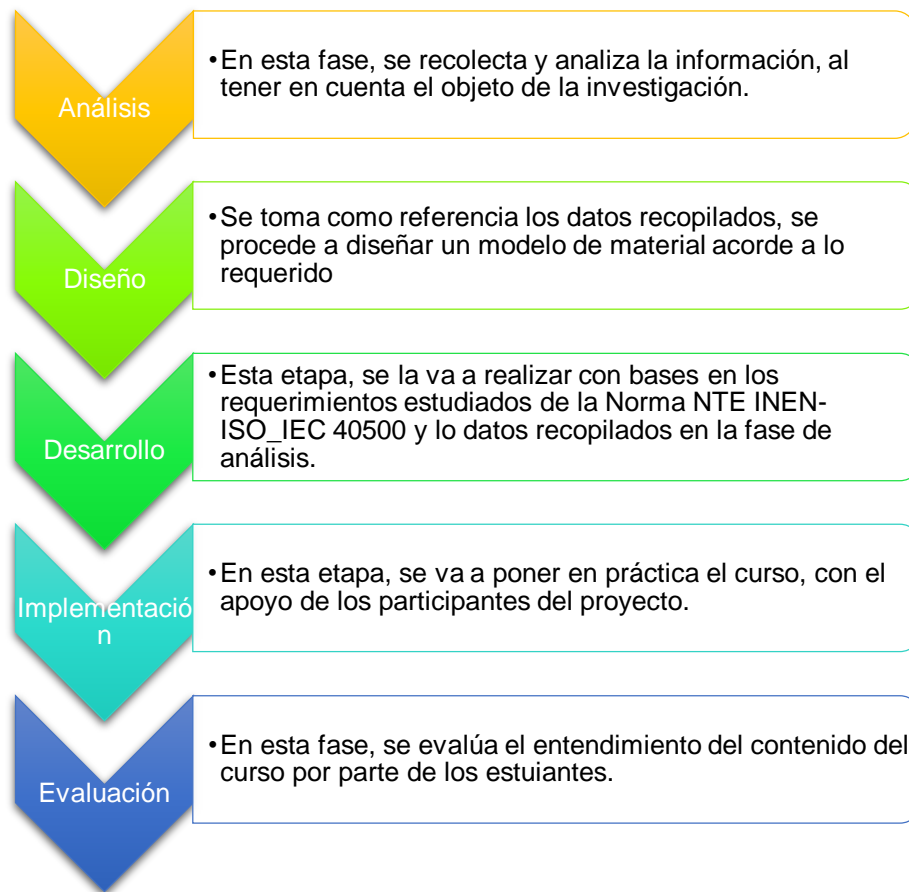 Análisis
•En esta fase, se recolecta y analiza la información, al
tener en cuenta el objeto de la investigación.
Diseño
•Se toma como referencia los datos recopilados, se
procede a diseñar un modelo de material acorde a lo
requerido
Desarrollo
•Esta etapa, se la va a realizar con bases en los
requerimientos estudiados de la Norma NTE INEN-
ISO_IEC 40500 y lo datos recopilados en la fase de
análisis.
Implementació
n
•En esta etapa, se va a poner en práctica el curso, con el
apoyo de los participantes del proyecto.
Evaluación
•En esta fase, se evalúa el entendimiento del contenido del
curso por parte de los estuiantes.